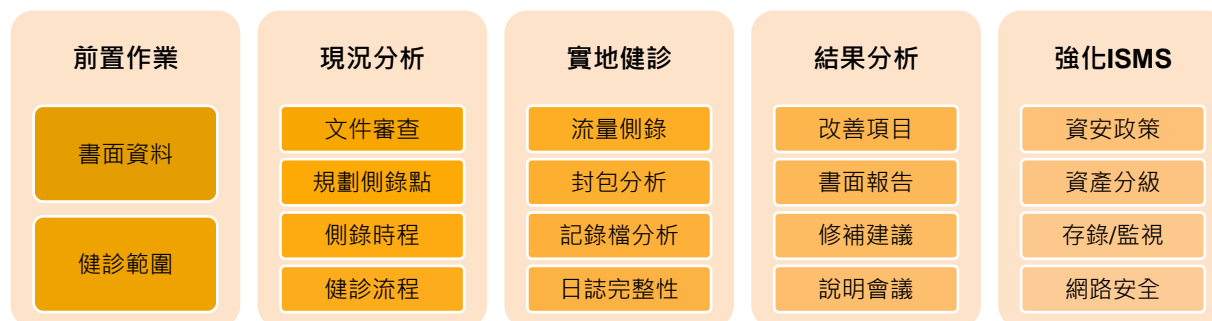 前置作業
書面資料
健診範圍
現況分析
文件審查
規劃側錄點
側錄時程
健診流程
實地健診
流量側錄
封包分析
記錄檔分析
日誌完整性
結果分析
改善項目
書面報告
修補建議
說明會議
強化ISMS
資安政策
資產分級
存錄/監視
網路安全